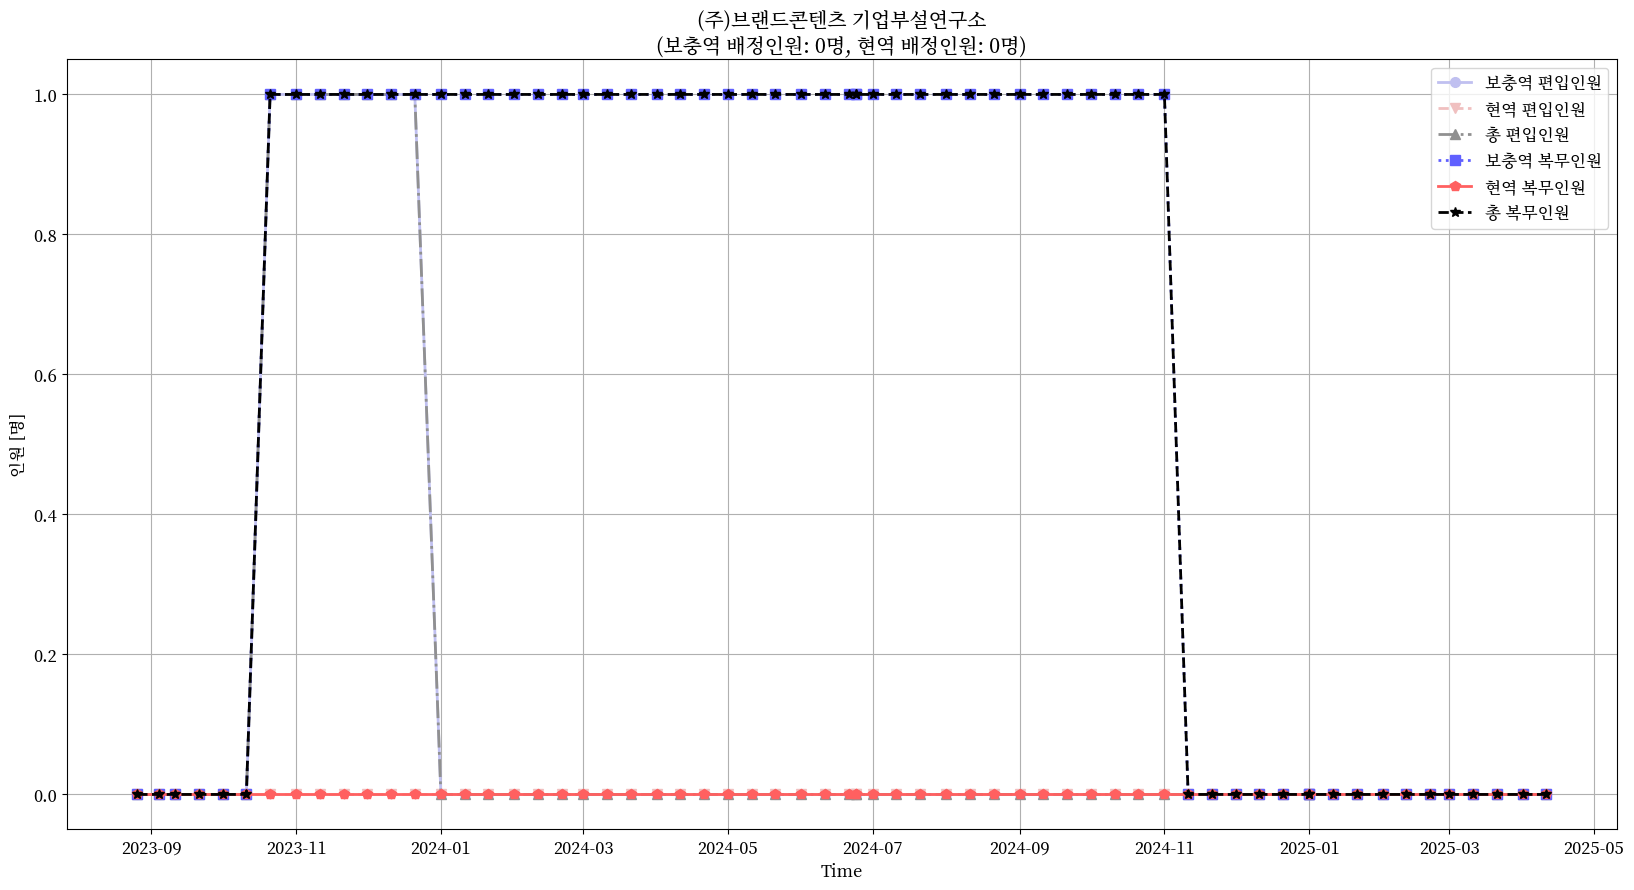 (주)브랜드콘텐츠 기업부설연구소
(보충역 배정인원: 0명, 현역 배정인원: 0명)
보충역 편입인원
현역 편입인원
총 편입인원
보충역 복무인원
현역 복무인원
총 복무인원
인원 [명]
1.0
0.8
0.6
0.4
0.2
0.0
2023-09 2023-11 2024-01 2024-03 2024-05 2024-07 2024-09 2024-11 2025-01 2025-03 2025-05
Time